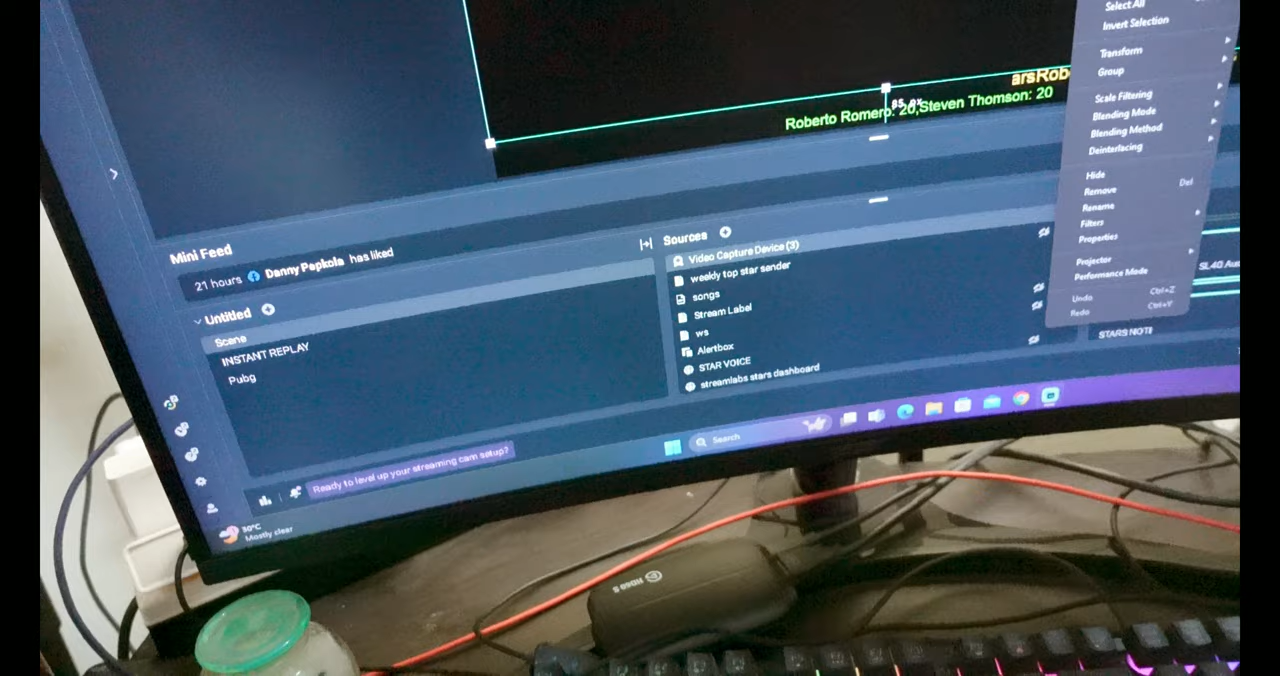 Select All
Invert Selection
Transform
Group
Scale Filtering
Blending Mode
Blending Method
Deinterlacing
Hide
Remove Del
Rename
Filters
Properties
Projector
Performance Mode
Undo Ctrl+Z
Redo Ctrl+Y
arsRob
Roberto Romero: 20,Steven Thomson: 20
Mini Feed
21 hours Danny Papkola has liked
Untitled
Scene
INSTANT REPLAY
Pubg
Sources
Video Capture Device (3)
weekly top star sender
songs
Stream Label
ws
Alertbox
STAR VOICE
streamlabs stars dashboard
STARS NOTI
Ready to level up your streaming cam setup?
Search
30°C
Mostly clear
HD60 S